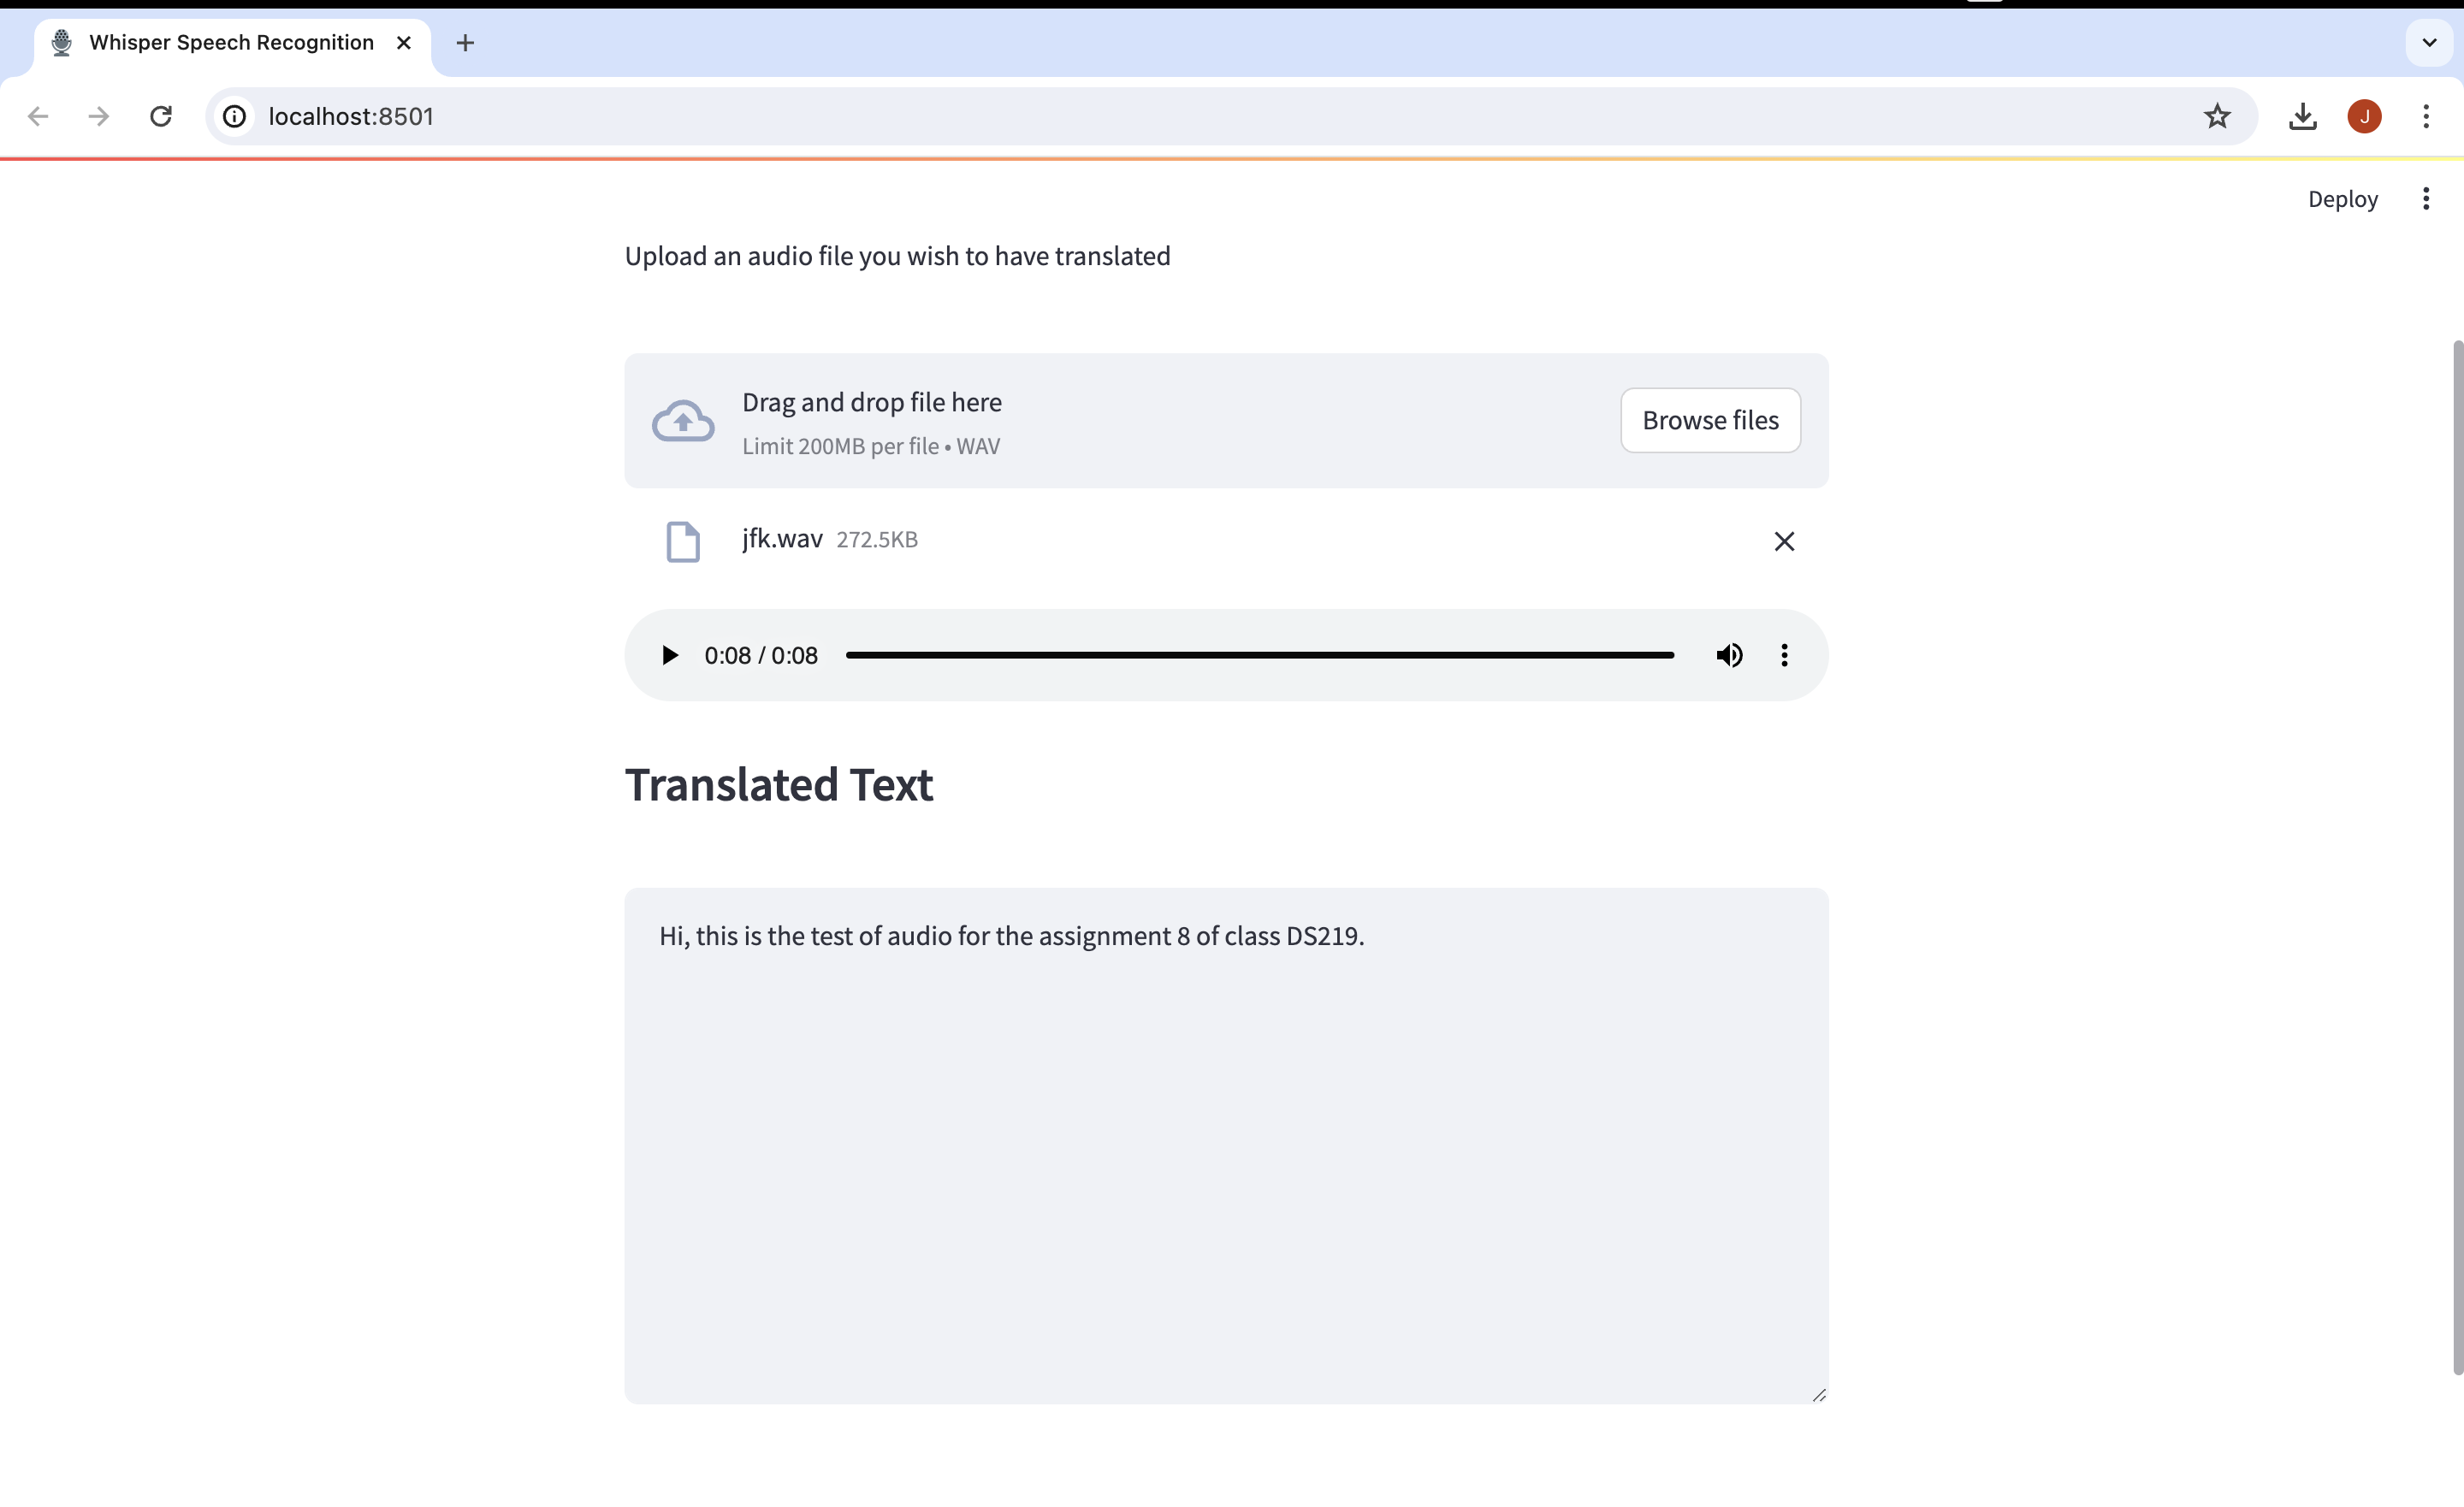 Whisper Speech Recognition
localhost:8501
J
Deploy
Upload an audio file you wish to have translated
Drag and drop file here
Limit 200MB per file • WAV
Browse files
jfk.wav 272.5KB
0:08 / 0:08
Translated Text
Hi, this is the test of audio for the assignment 8 of class DS219.